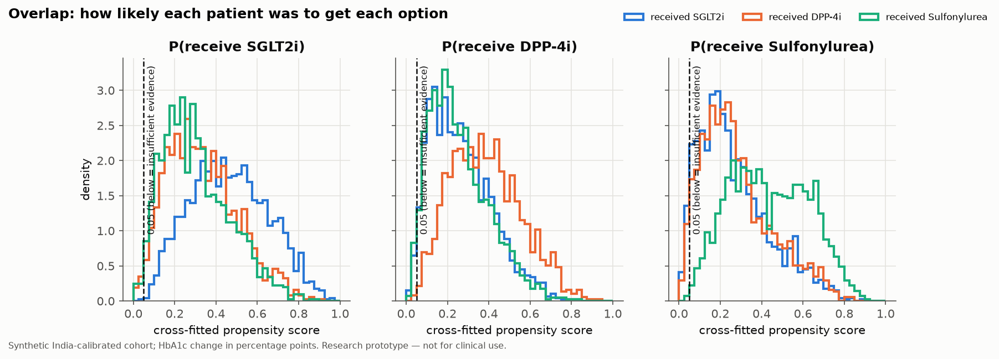 Overlap: how likely each patient was to get each option
received SGLT2i
received DPP-4i
received Sulfonylurea
P(receive SGLT2i)
P(receive DPP-4i)
P(receive Sulfonylurea)
density
3.0
2.5
2.0
1.5
1.0
0.5
0.0
0.05 (below = insufficient evidence)
0.05 (below = insufficient evidence)
0.05 (below = insufficient evidence)
0.0 0.2 0.4 0.6 0.8 1.0
0.0 0.2 0.4 0.6 0.8 1.0
0.0 0.2 0.4 0.6 0.8 1.0
cross-fitted propensity score
cross-fitted propensity score
cross-fitted propensity score
Synthetic India-calibrated cohort; HbA1c change in percentage points. Research prototype — not for clinical use.